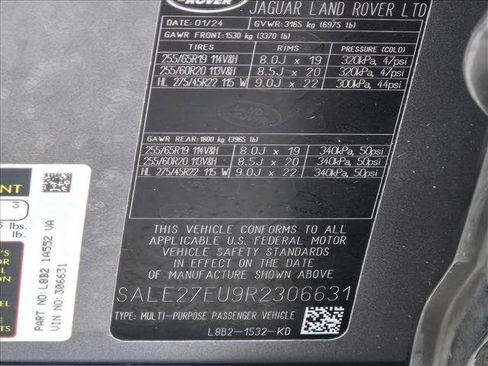 ROVER
JAGUAR LAND ROVER LTD
DATE: 01/24 GVWR: 3165 kg (6975 lb)
GAWR FRONT: 1530 kg (3370 lb)
TIRES RIMS PRESSURE (COLD)
255/65R19 114V&H 8.0J x 19 320kPa, 47psi
255/60R20 113V&H 8.5J x 20 320kPa, 47psi
HL 275/45R22 115 W 9.0J x 22 300kPa, 44psi
GAWR REAR: 1800 kg (3965 lb)
255/65R19 114V&H 8.0J x 19 340kPa, 50psi
255/60R20 113V&H 8.5J x 20 340kPa, 50psi
HL 275/45R22 115 W 9.0J x 22 340kPa, 50psi
THIS VEHICLE CONFORMS TO ALL
APPLICABLE U.S. FEDERAL MOTOR
VEHICLE SAFETY STANDARDS
IN EFFECT ON THE DATE OF
MANUFACTURE SHOWN ABOVE
SALE27EU9R2306631
TYPE: MULTI-PURPOSE PASSENGER VEHICLE
L8B2-1532-KD
3
lbs.
PART NO:L8B2 1A552 VA
VIN NO: 306631